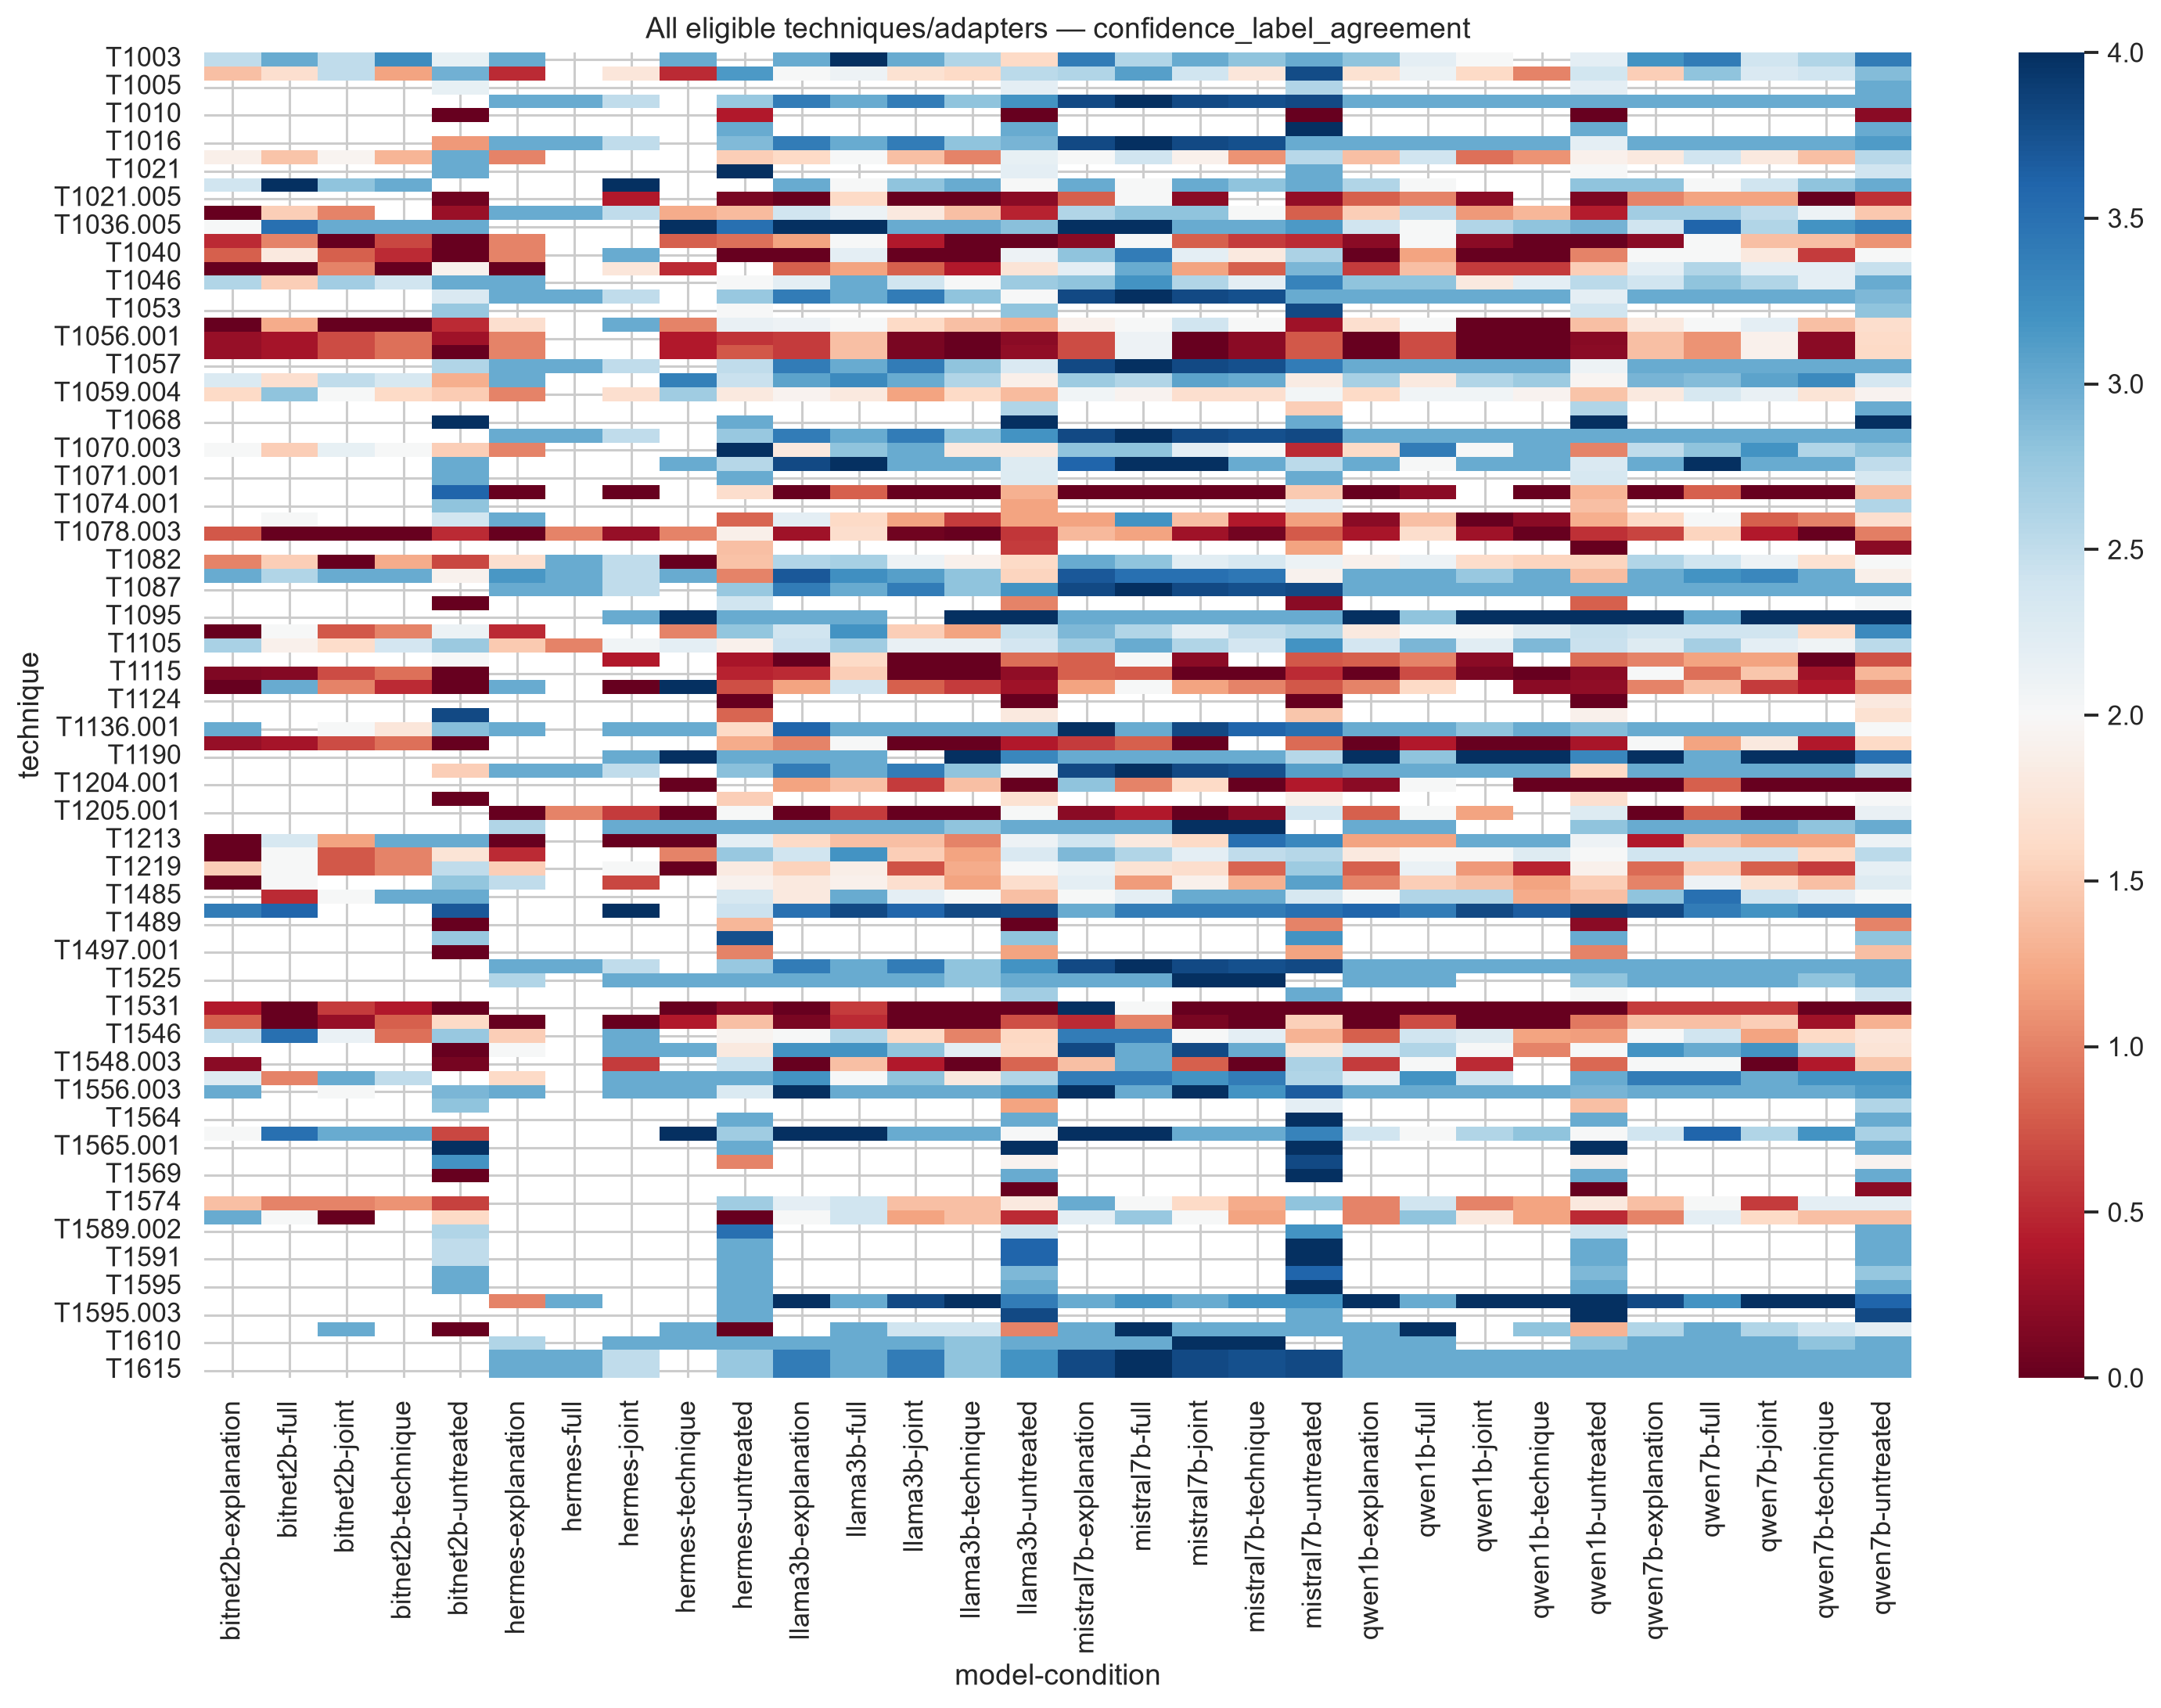 All eligible techniques/adapters — confidence_label_agreement
technique
T1003
T1005
T1010
T1016
T1021
T1021.005
T1036.005
T1040
T1046
T1053
T1056.001
T1057
T1059.004
T1068
T1070.003
T1071.001
T1074.001
T1078.003
T1082
T1087
T1095
T1105
T1115
T1124
T1136.001
T1190
T1204.001
T1205.001
T1213
T1219
T1485
T1489
T1497.001
T1525
T1531
T1546
T1548.003
T1556.003
T1564
T1565.001
T1569
T1574
T1589.002
T1591
T1595
T1595.003
T1610
T1615
4.0
3.5
3.0
2.5
2.0
1.5
1.0
0.5
0.0
bitnet2b-explanation
bitnet2b-full
bitnet2b-joint
bitnet2b-technique
bitnet2b-untreated
hermes-explanation
hermes-full
hermes-joint
hermes-technique
hermes-untreated
llama3b-explanation
llama3b-full
llama3b-joint
llama3b-technique
llama3b-untreated
mistral7b-explanation
mistral7b-full
mistral7b-joint
mistral7b-technique
mistral7b-untreated
qwen1b-explanation
qwen1b-full
qwen1b-joint
qwen1b-technique
qwen1b-untreated
qwen7b-explanation
qwen7b-full
qwen7b-joint
qwen7b-technique
qwen7b-untreated
model-condition